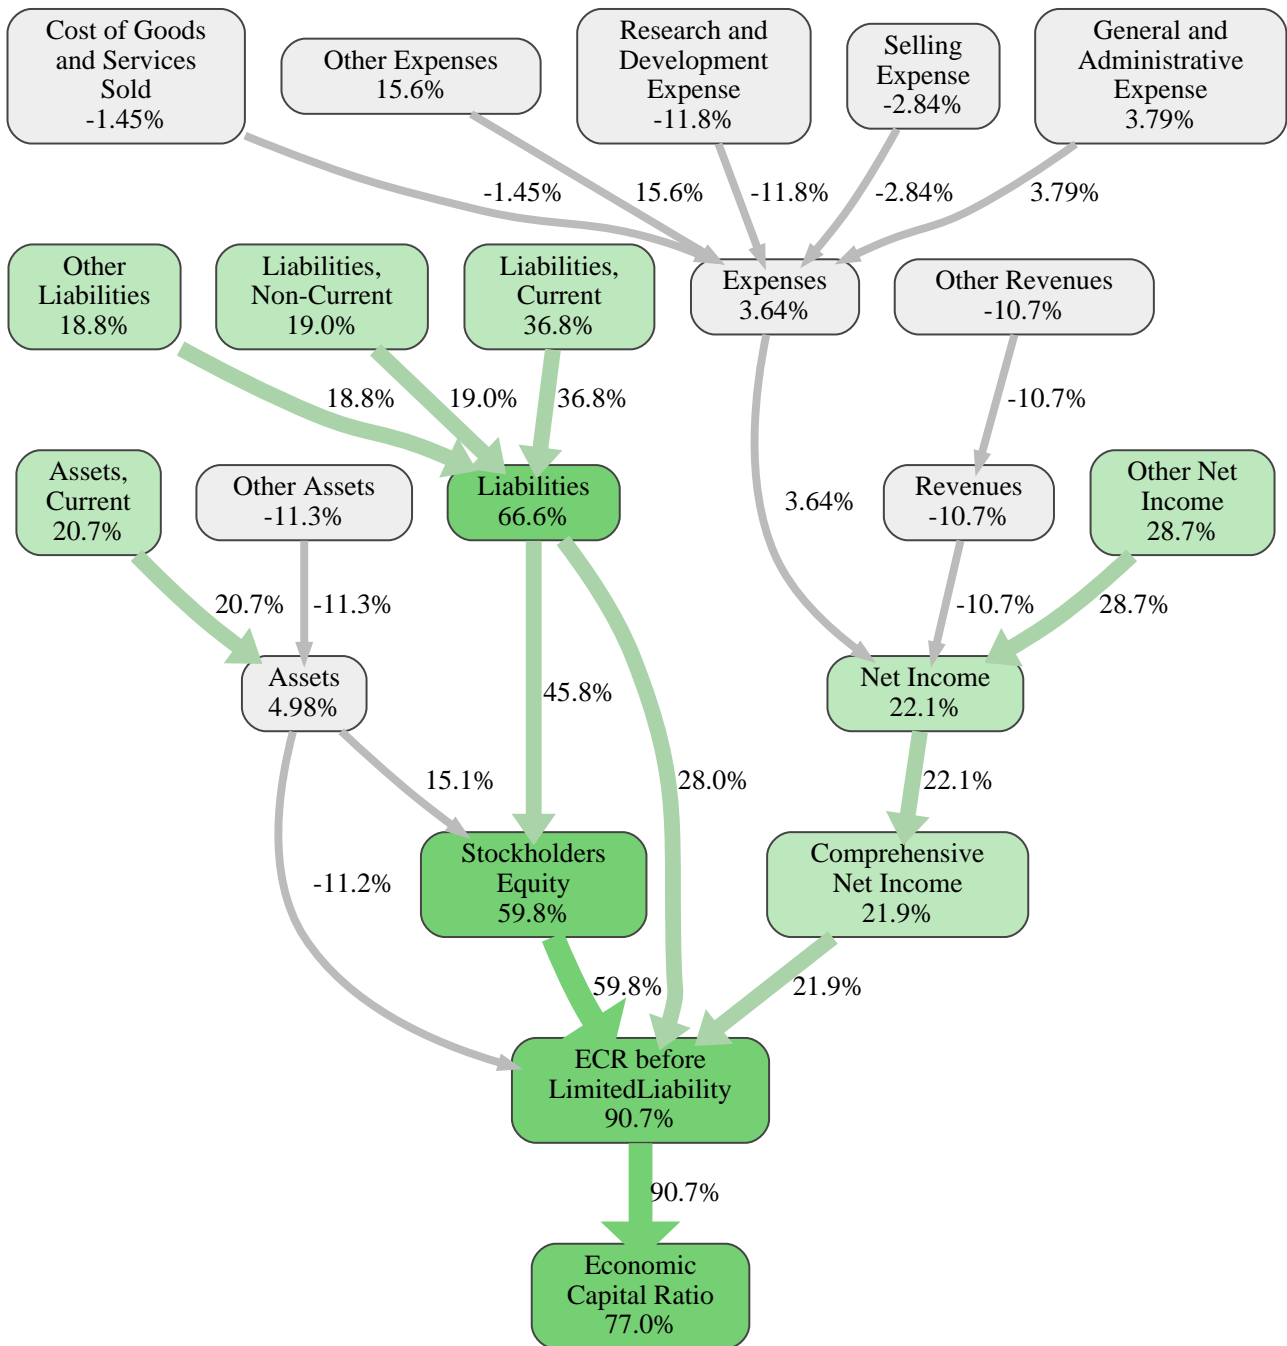 Cost of Goods
and Services
Sold
-1.45%
Other Expenses
15.6%
Research and
Development
Expense
-11.8%
Selling
Expense
-2.84%
General and
Administrative
Expense
3.79%
-1.45%
15.6%
-11.8%
-2.84%
3.79%
Other
Liabilities
18.8%
Liabilities,
Non-Current
19.0%
Liabilities,
Current
36.8%
Expenses
3.64%
Other Revenues
-10.7%
18.8%
19.0%
36.8%
-10.7%
Assets,
Current
20.7%
Other Assets
-11.3%
Liabilities
66.6%
3.64%
Revenues
-10.7%
Other Net
Income
28.7%
20.7%
-11.3%
-10.7%
28.7%
Assets
4.98%
45.8%
Net Income
22.1%
15.1%
28.0%
22.1%
-11.2%
Stockholders
Equity
59.8%
Comprehensive
Net Income
21.9%
59.8%
21.9%
ECR before
LimitedLiability
90.7%
90.7%
Economic
Capital Ratio
77.0%